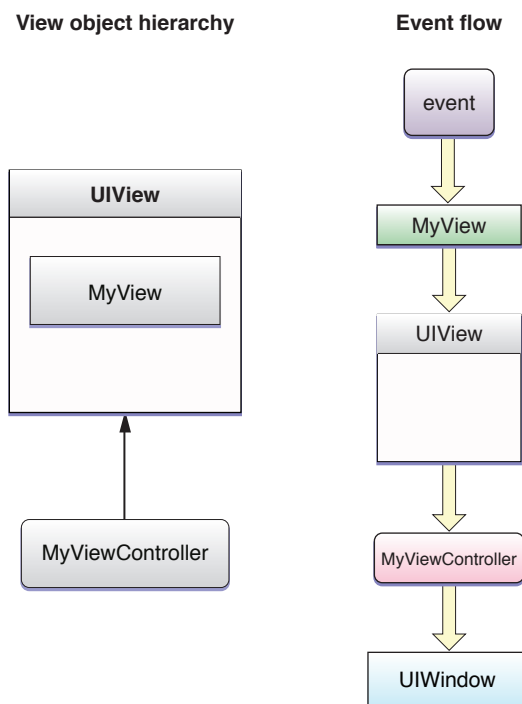 View object hierarchy
UIView
MyView
MyViewController
Event flow
event
MyView
UIView
MyViewController
UIWindow